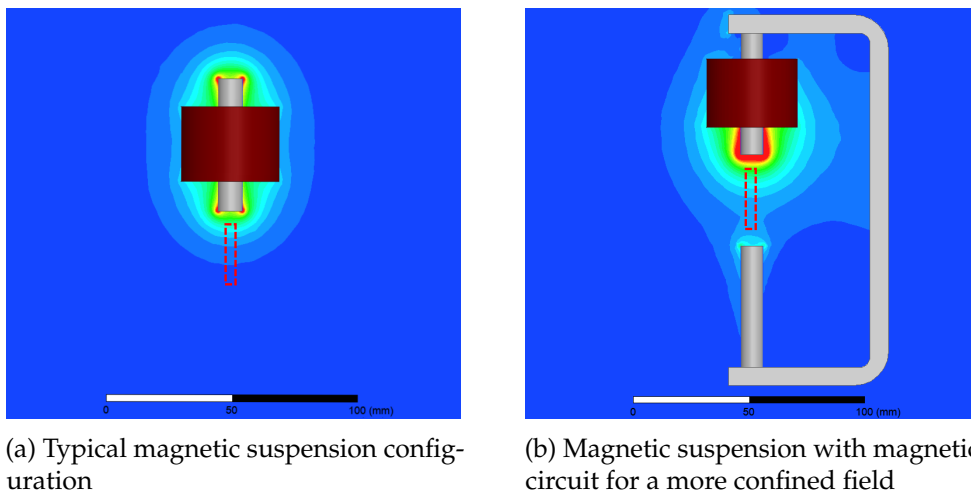 0 50 100 (mm)
0 50 100 (mm)
(a) Typical magnetic suspension config-
uration
(b) Magnetic suspension with magnetic
circuit for a more confined field